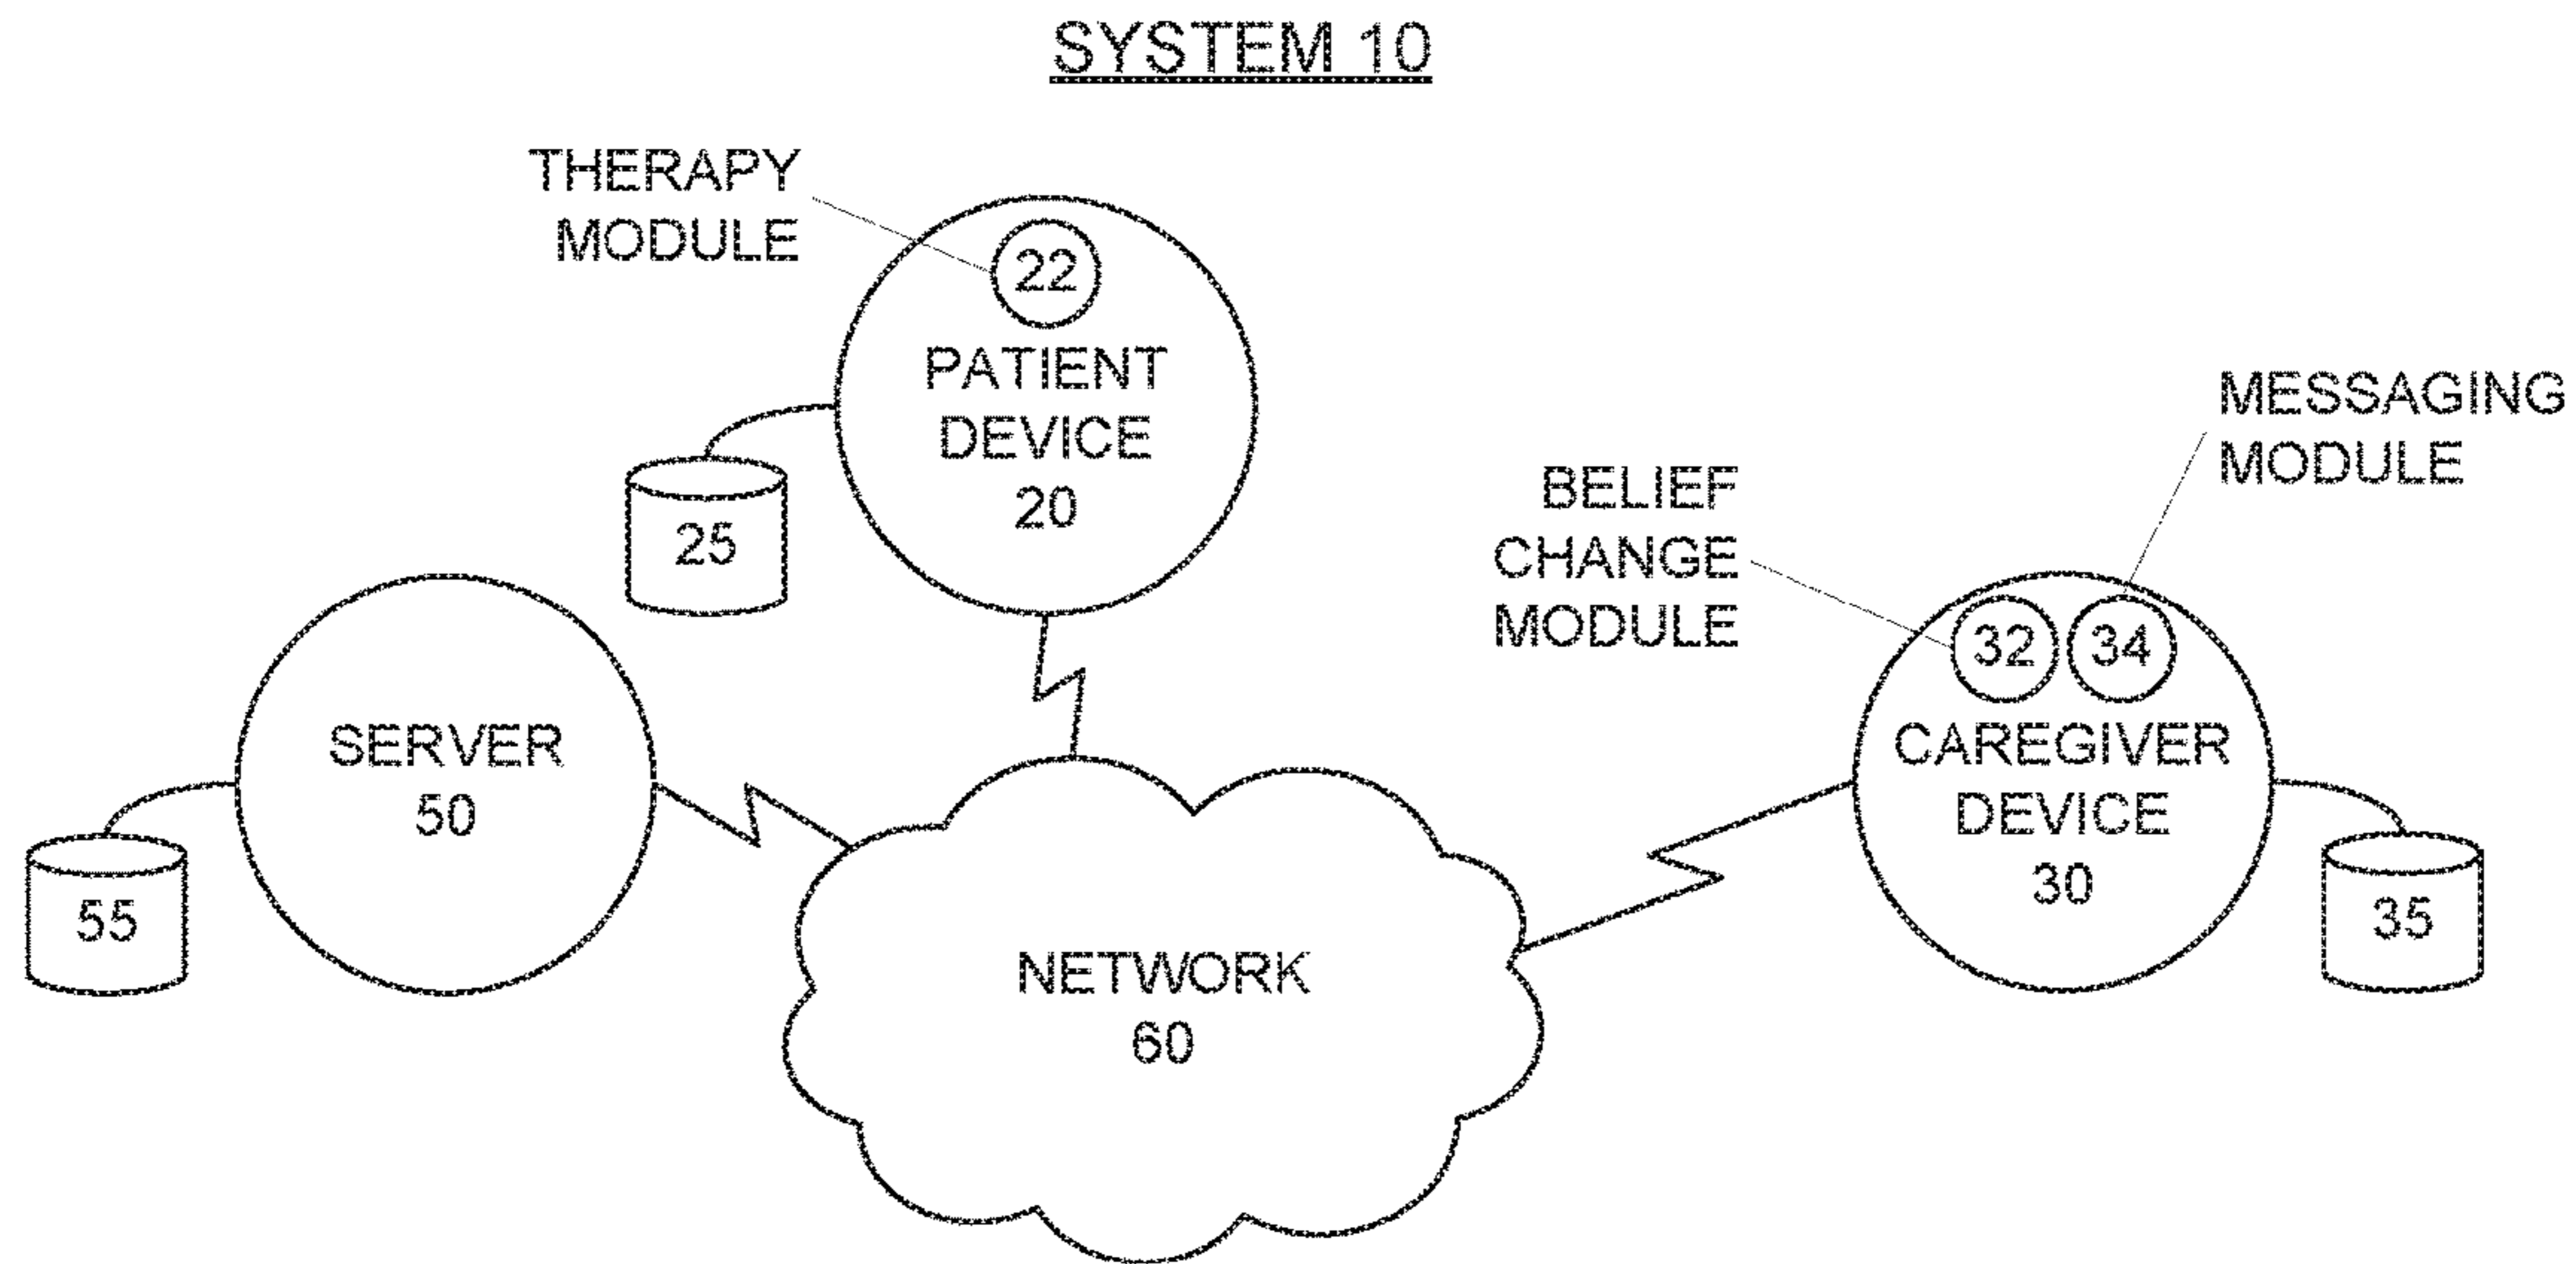 SYSTEM 10
THERAPY
MODULE
22
PATIENT
DEVICE
20
25
MESSAGING
MODULE
BELIEF
CHANGE
MODULE
32
34
CAREGIVER
DEVICE
30
35
SERVER
50
55
NETWORK
60